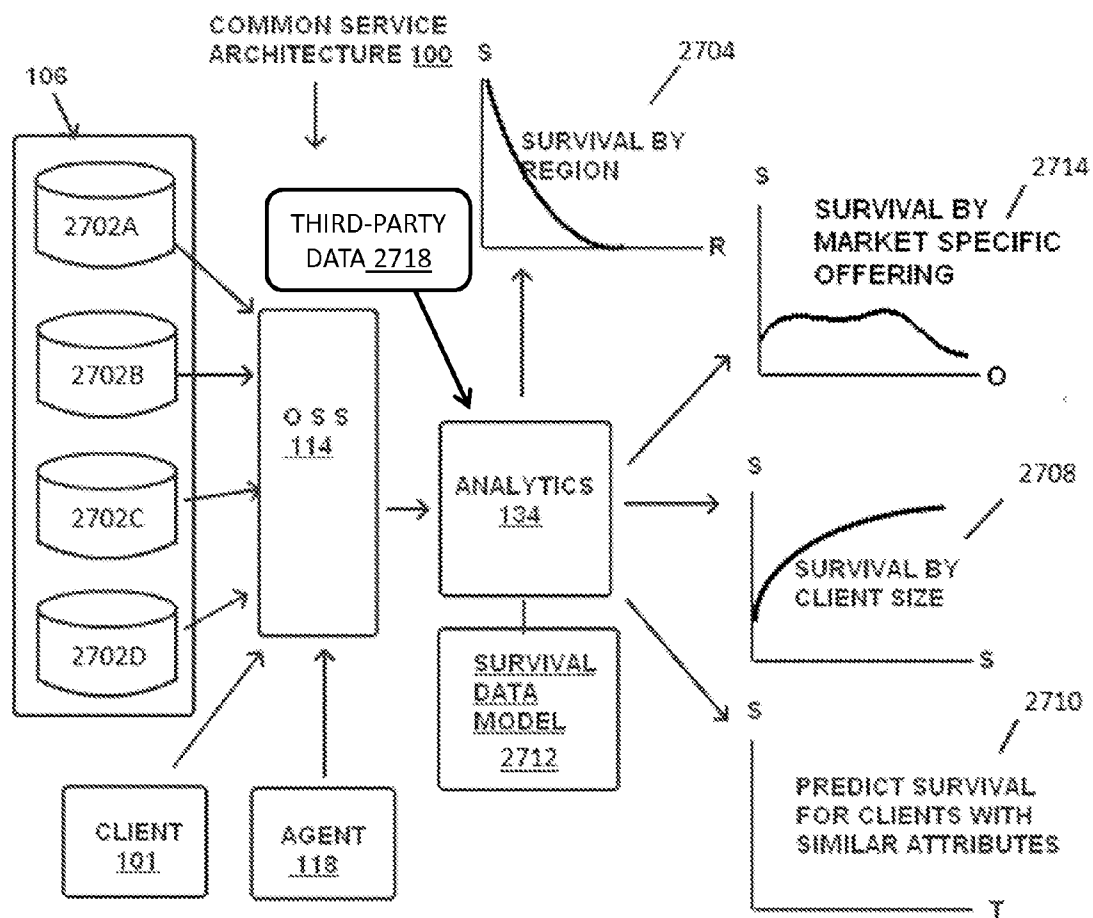 COMMON SERVICE
ARCHITECTURE 100
106
2702A
2702B
2702C
2702D
THIRD-PARTY
DATA 2718
O S S
114
ANALYTICS
134
SURVIVAL
DATA
MODEL
2712
CLIENT
101
AGENT
118
S
2704
SURVIVAL BY
REGION
R
S
2714
SURVIVAL BY
MARKET SPECIFIC
OFFERING
O
S
2708
SURVIVAL BY
CLIENT SIZE
S
S
2710
PREDICT SURVIVAL
FOR CLIENTS WITH
SIMILAR ATTRIBUTES
T